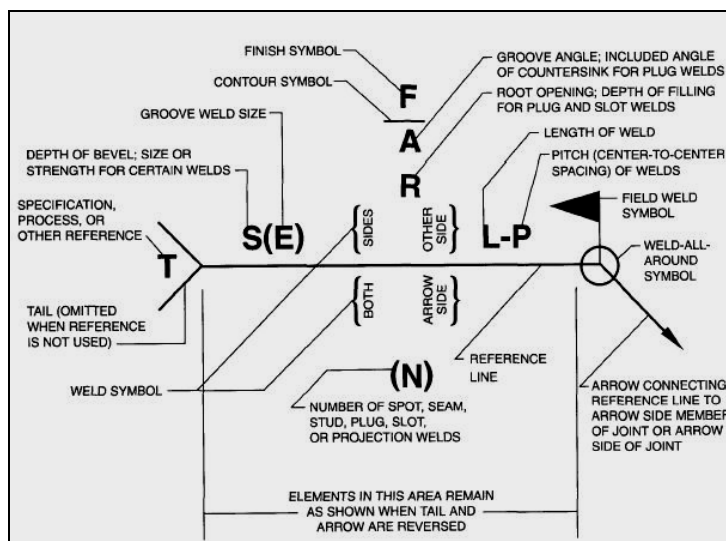 FINISH SYMBOL
CONTOUR SYMBOL
GROOVE WELD SIZE
DEPTH OF BEVEL; SIZE OR
STRENGTH FOR CERTAIN WELDS
SPECIFICATION,
PROCESS, OR
OTHER REFERENCE
TAIL (OMITTED
WHEN REFERENCE
IS NOT USED)
WELD SYMBOL
F
A
R
GROOVE ANGLE; INCLUDED ANGLE
OF COUNTERSINK FOR PLUG WELDS
ROOT OPENING; DEPTH OF FILLING
FOR PLUG AND SLOT WELDS
LENGTH OF WELD
PITCH (CENTER-TO-CENTER
SPACING) OF WELDS
FIELD WELD
SYMBOL
WELD-ALL-
AROUND
SYMBOL
T
S(E)
SIDES
BOTH
OTHER
SIDE
ARROW
SIDE
L-P
REFERENCE
LINE
(N)
NUMBER OF SPOT, SEAM,
STUD, PLUG, SLOT,
OR PROJECTION WELDS
ARROW CONNECTING
REFERENCE LINE TO
ARROW SIDE MEMBER
OF JOINT OR ARROW
SIDE OF JOINT
ELEMENTS IN THIS AREA REMAIN
AS SHOWN WHEN TAIL AND
ARROW ARE REVERSED